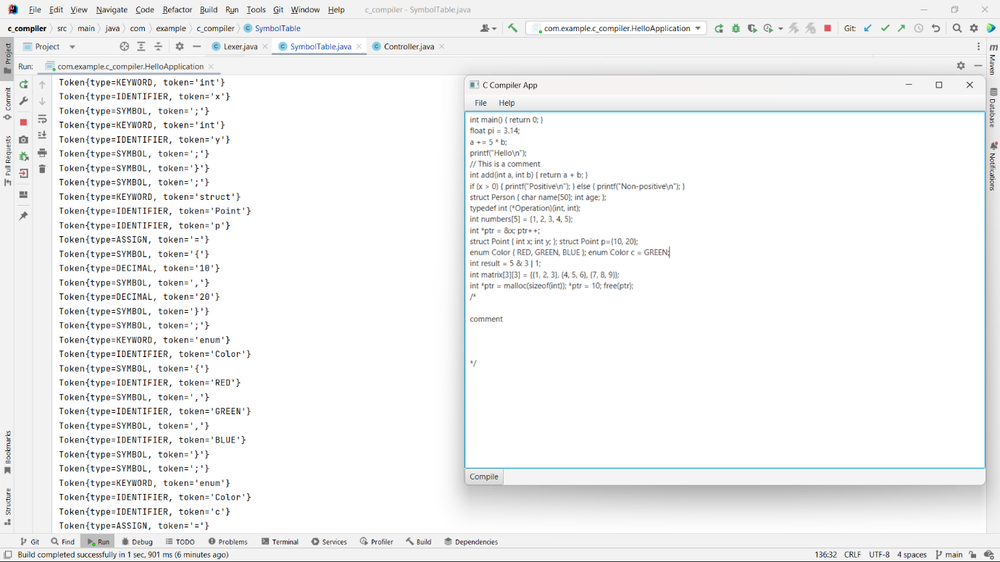 File Edit View Navigate Code Refactor Build Run Tools Git Window Help c_compiler - SymbolTable.java
c_compiler src main java com example c_compiler SymbolTable
com.example.c_compiler.HelloApplication Git:
Project Lexer.java SymbolTable.java Controller.java
Run: com.example.c_compiler.HelloApplication
Project
Commit
Pull Requests
Bookmarks
Structure
Token{type=KEYWORD, token='int'}
Token{type=IDENTIFIER, token='x'}
Token{type=SYMBOL, token=';'}
Token{type=KEYWORD, token='int'}
Token{type=IDENTIFIER, token='y'}
Token{type=SYMBOL, token=';'}
Token{type=SYMBOL, token='}'}
Token{type=SYMBOL, token=';'}
Token{type=KEYWORD, token='struct'}
Token{type=IDENTIFIER, token='Point'}
Token{type=IDENTIFIER, token='p'}
Token{type=ASSIGN, token='='}
Token{type=SYMBOL, token='{'}
Token{type=DECIMAL, token='10'}
Token{type=SYMBOL, token=','}
Token{type=DECIMAL, token='20'}
Token{type=SYMBOL, token='}'}
Token{type=SYMBOL, token=';'}
Token{type=KEYWORD, token='enum'}
Token{type=IDENTIFIER, token='Color'}
Token{type=SYMBOL, token='{'}
Token{type=IDENTIFIER, token='RED'}
Token{type=SYMBOL, token=','}
Token{type=IDENTIFIER, token='GREEN'}
Token{type=SYMBOL, token=','}
Token{type=IDENTIFIER, token='BLUE'}
Token{type=SYMBOL, token='}'}
Token{type=SYMBOL, token=';'}
Token{type=KEYWORD, token='enum'}
Token{type=IDENTIFIER, token='Color'}
Token{type=IDENTIFIER, token='c'}
Token{type=ASSIGN, token='='}
C Compiler App
File Help
int main() { return 0; }
float pi = 3.14;
a += 5 * b;
printf("Hello\n");
// This is a comment
int add(int a, int b) { return a + b; }
if (x > 0) { printf("Positive\n"); } else { printf("Non-positive\n"); }
struct Person { char name[50]; int age; };
typedef int (*Operation)(int, int);
int numbers[5] = {1, 2, 3, 4, 5};
int *ptr = &x; ptr++;
struct Point { int x; int y; }; struct Point p={10, 20};
enum Color { RED, GREEN, BLUE }; enum Color c = GREEN;
int result = 5 & 3 | 1;
int matrix[3][3] = {{1, 2, 3}, {4, 5, 6}, {7, 8, 9}};
int *ptr = malloc(sizeof(int)); *ptr = 10; free(ptr);
/*
comment
*/
Compile
m
Maven
Database
Notifications
Git Find Run Debug TODO Problems Terminal Services Profiler Build Dependencies
Build completed successfully in 1 sec, 901 ms (6 minutes ago) 136:32 CRLF UTF-8 4 spaces main